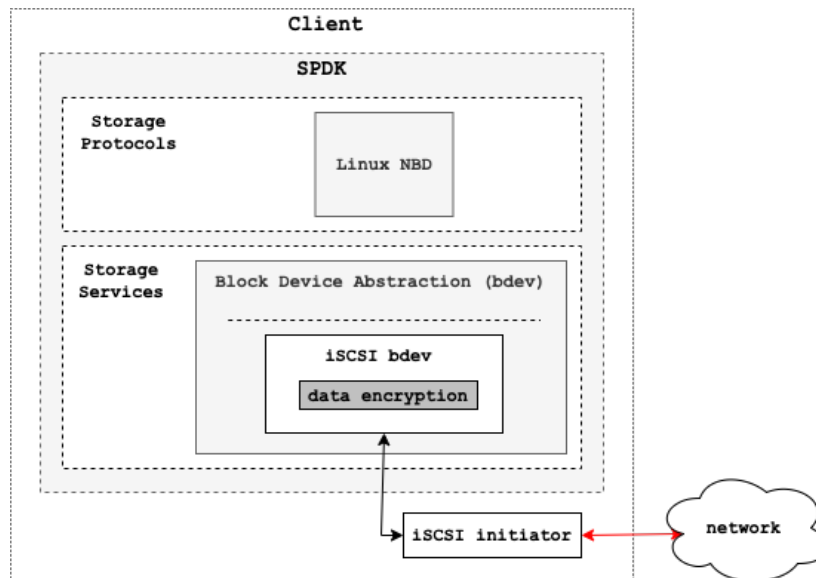 Client
SPDK
Storage
Protocols
Linux NBD
Storage
Services
Block Device Abstraction (bdev)
iSCSI bdev
data encryption
iSCSI initiator
network